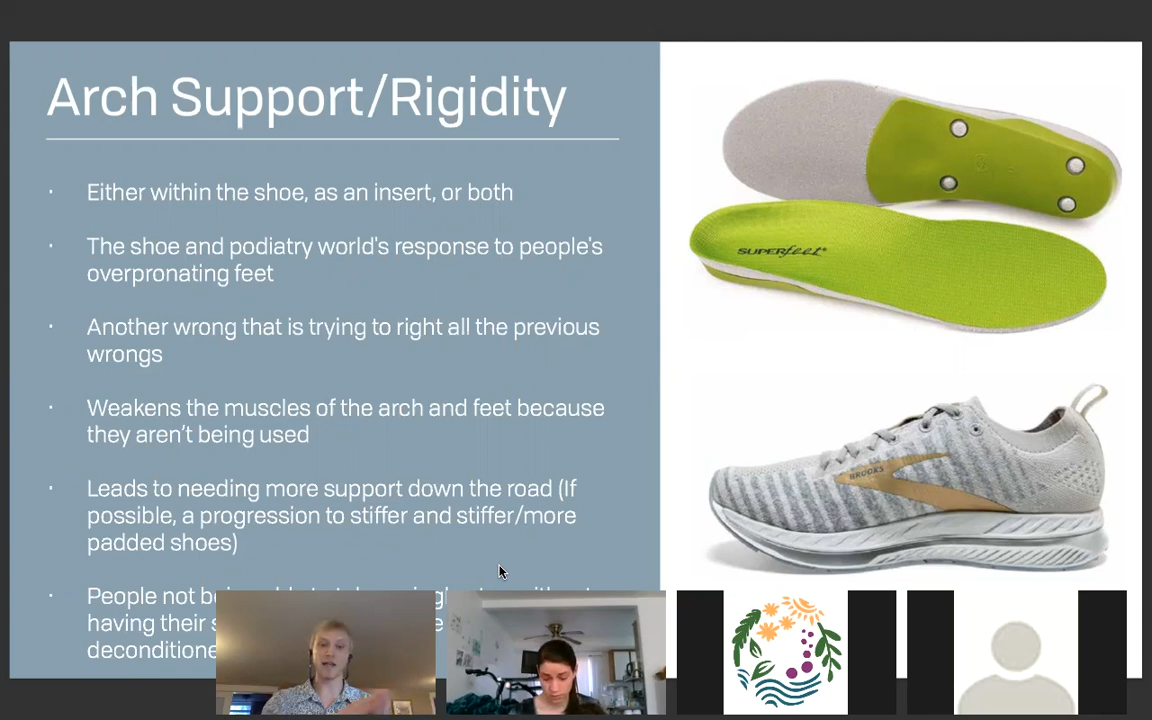 Arch Support/Rigidity
· Either within the shoe, as an insert, or both
· The shoe and podiatry world's response to people's
overpronating feet
· Another wrong that is trying to right all the previous
wrongs
· Weakens the muscles of the arch and feet because
they aren't being used
· Leads to needing more support down the road (If
possible, a progression to stiffer and stiffer/more
padded shoes)
· People not
having their
SUPERfeet®
BROOKS